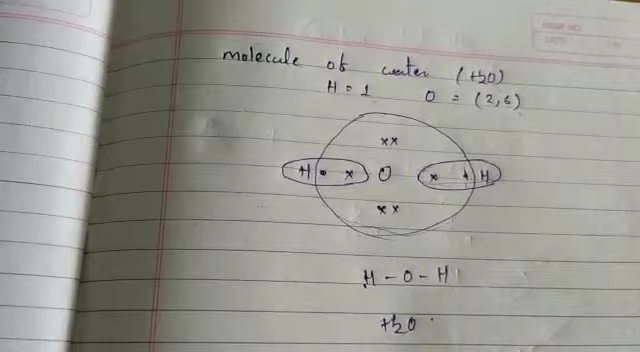 molecule of water (H2O)
H = 1 O = (2,6)
xx
H • x O x • H
xx
H - O - H
H2O